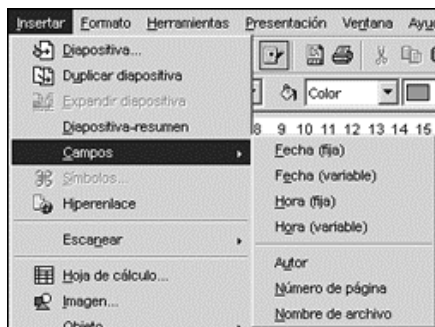 Insertar Formato Herramientas Presentación Ventana Ayu
Diapositiva...
Duplicar diapositiva
Expandir diapositiva
Diapositiva-resumen
Campos
Símbolos...
Hiperenlace
Escanear
Hoja de cálculo...
Imagen...
Objeto
Color
8 9 10 11 12 13 14 15
Fecha (fija)
Fecha (variable)
Hora (fija)
Hora (variable)
Autor
Número de página
Nombre de archivo